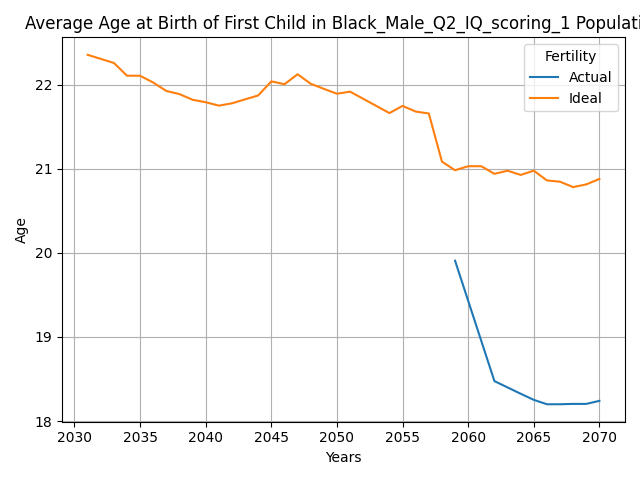 Average Age at Birth of First Child in Black_Male_Q2_IQ_scoring_1
Fertility
Actual
Ideal
22
21
20
19
18
Age
2030 2035 2040 2045 2050 2055 2060 2065 2070
Years